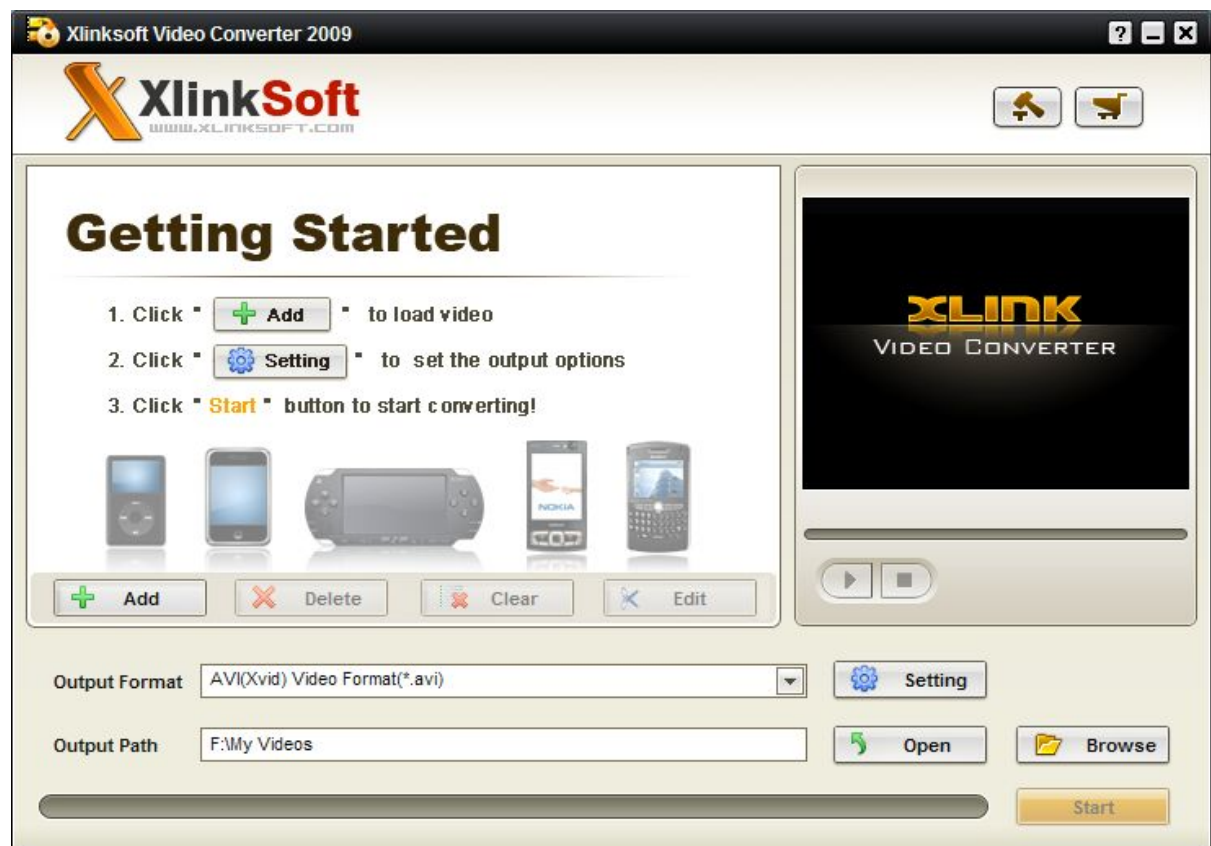 Xlinksoft Video Converter 2009
XlinkSoft
www.XLINKSOFT.COM
Getting Started
1. Click " Add " to load video
2. Click " Setting " to set the output options
3. Click " Start " button to start converting!
NOKIA
XLINK
VIDEO CONVERTER
Add Delete Clear Edit
Output Format AVI(Xvid) Video Format(*.avi) Setting
Output Path F:\My Videos Open Browse
Start